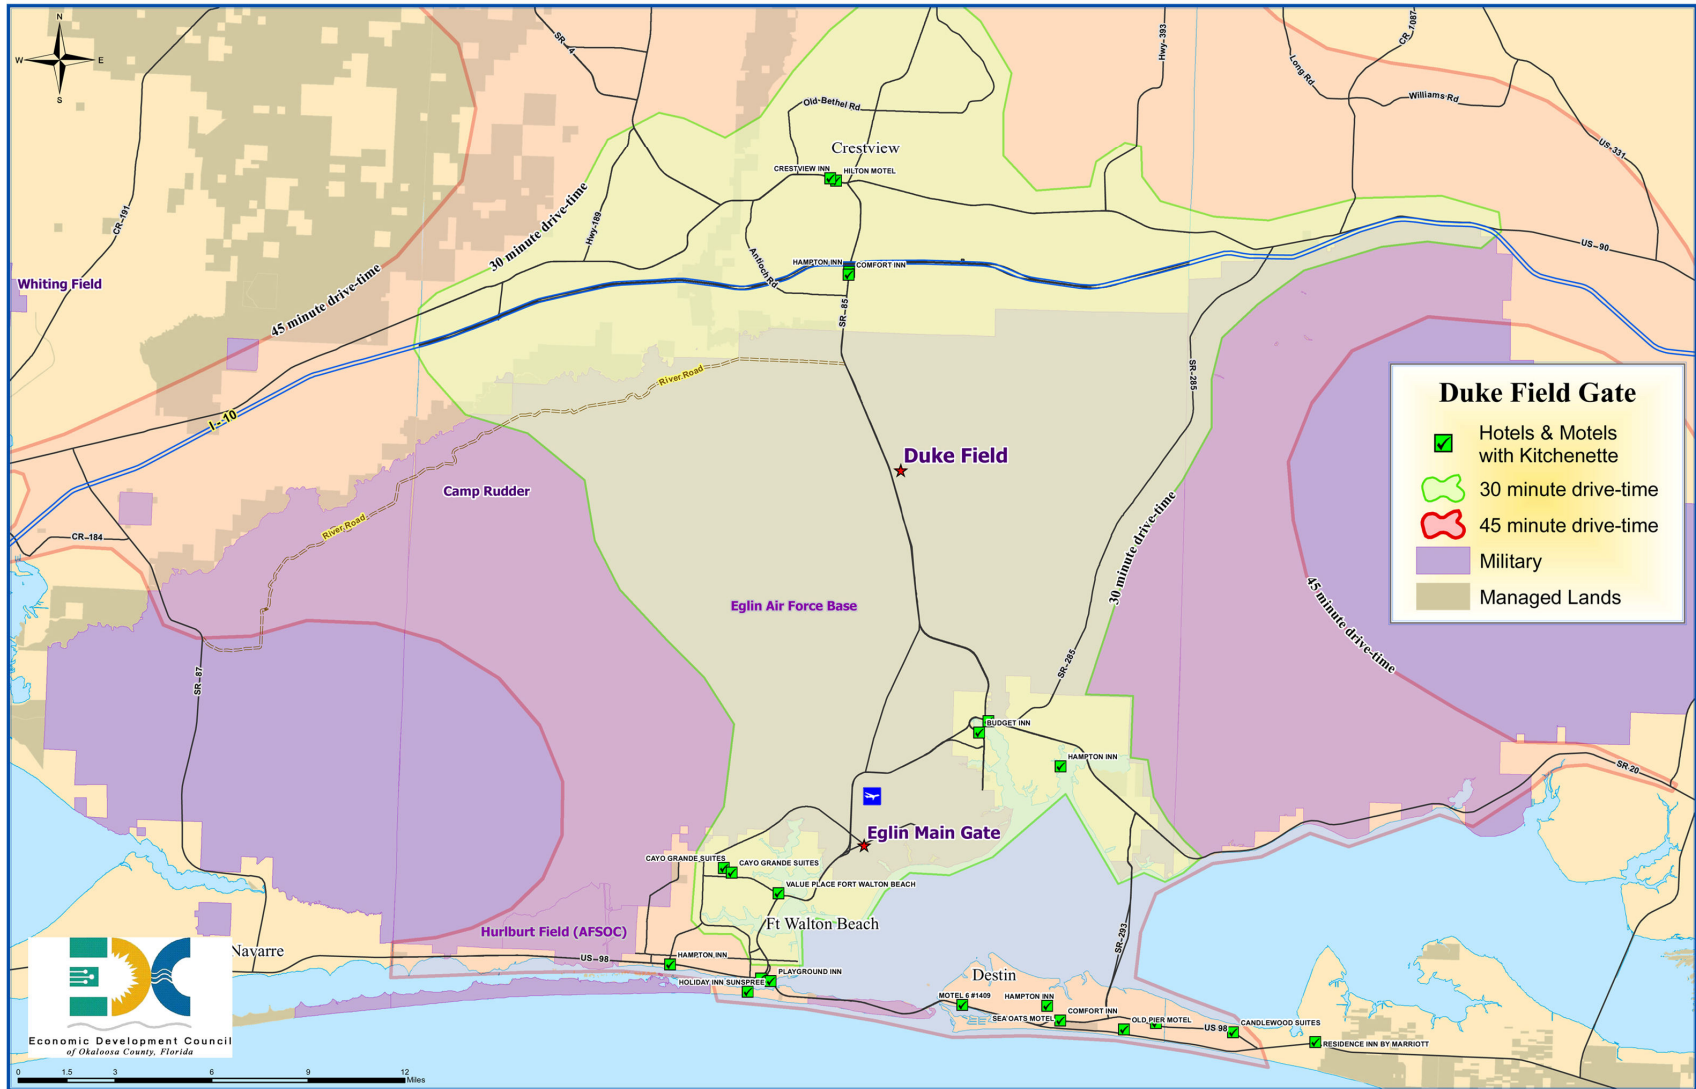 N
W
E
S
SR-4
Hwy-393
CR-1087
Long Rd
Williams-Rd
US-331
Old-Bethel Rd
Crestview
CRESTVIEW INN
HILTON MOTEL
CR-191
Hwy-189
30 minute drive-time
45 minute drive-time
Antioch Rd
HAMPTON INN
COMFORT INN
US-90
Whiting Field
SR-85
SR-285
River Road
I-10
Duke Field Gate
Hotels & Motels
with Kitchenette
30 minute drive-time
45 minute drive-time
Military
Managed Lands
Duke Field
Camp Rudder
River Road
CR-184
30 minute drive-time
45 minute drive-time
Eglin Air Force Base
SR-87
SR-285
BUDGET INN
HAMPTON INN
SR-20
Eglin Main Gate
CAYO GRANDE SUITES
CAYO GRANDE SUITES
VALUE PLACE FORT WALTON BEACH
Ft Walton Beach
Hurlburt Field (AFSOC)
SR-293
Navarre
US-98
HAMPTON INN
PLAYGROUND INN
HOLIDAY INN SUNSPREE
Destin
MOTEL 6 #1409
HAMPTON INN
COMFORT INN
SEA OATS MOTEL
OLD PIER MOTEL
US 98
CANDLEWOOD SUITES
RESIDENCE INN BY MARRIOTT
EDC
Economic Development Council
of Okaloosa County, Florida
0 1.5 3 6 9 12
Miles